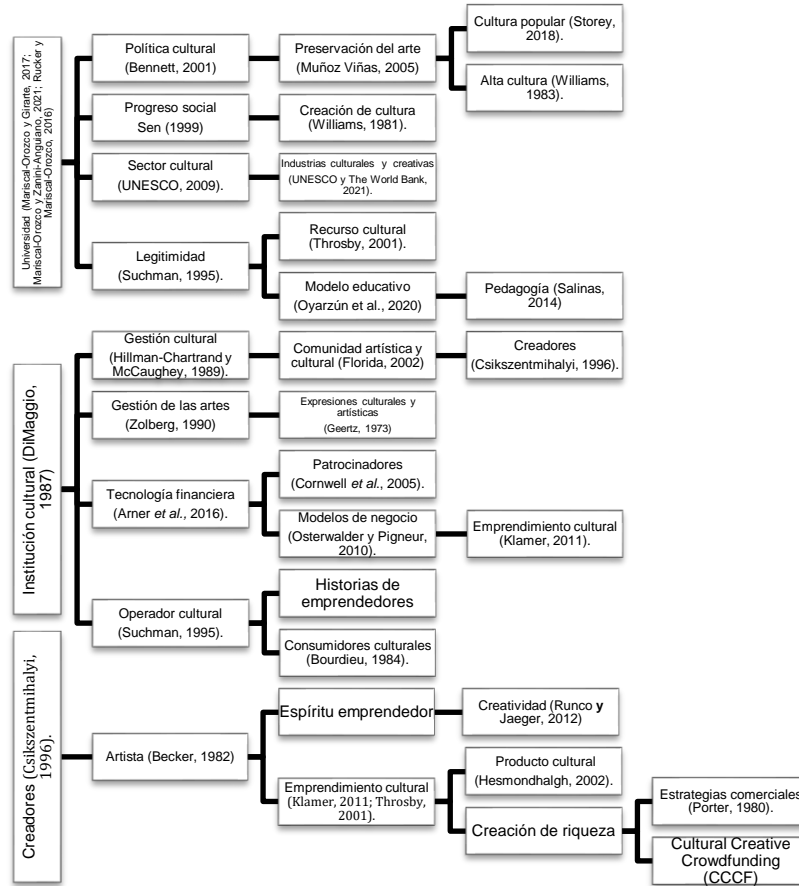 Universidad (Mariscal-Orozco y Girarte, 2017;
Mariscal-Orozco y Zanini-Anguiano, 2021; Rucker y
Mariscal-Orozco, 2016)
Política cultural
(Bennett, 2001)
Preservación del arte
(Muñoz Viñas, 2005)
Cultura popular (Storey,
2018).
Alta cultura (Williams,
1983).
Progreso social
Sen (1999)
Creación de cultura
(Williams, 1981).
Sector cultural
(UNESCO, 2009).
Industrias culturales y creativas
(UNESCO y The World Bank,
2021).
Legitimidad
(Suchman, 1995).
Recurso cultural
(Throsby, 2001).
Modelo educativo
(Oyarzún et al., 2020)
Pedagogía (Salinas,
2014)
Institución cultural (DiMaggio,
1987)
Gestión cultural
(Hillman-Chartrand y
McCaughey, 1989).
Comunidad artística y
cultural (Florida, 2002)
Creadores
(Csikszentmihalyi, 1996).
Gestión de las artes
(Zolberg, 1990)
Expresiones culturales y
artísticas
(Geertz, 1973)
Tecnología financiera
(Arner et al., 2016).
Patrocinadores
(Cornwell et al., 2005).
Modelos de negocio
(Osterwalder y Pigneur,
2010).
Emprendimiento cultural
(Klamer, 2011).
Operador cultural
(Suchman, 1995).
Historias de
emprendedores
Consumidores culturales
(Bourdieu, 1984).
Creadores (Csikszentmihalyi,
1996).
Artista (Becker, 1982)
Espíritu emprendedor
Creatividad (Runco y
Jaeger, 2012)
Emprendimiento cultural
(Klamer, 2011; Throsby,
2001).
Producto cultural
(Hesmondhalgh, 2002).
Creación de riqueza
Estrategias comerciales
(Porter, 1980).
Cultural Creative
Crowdfunding
(CCCF)